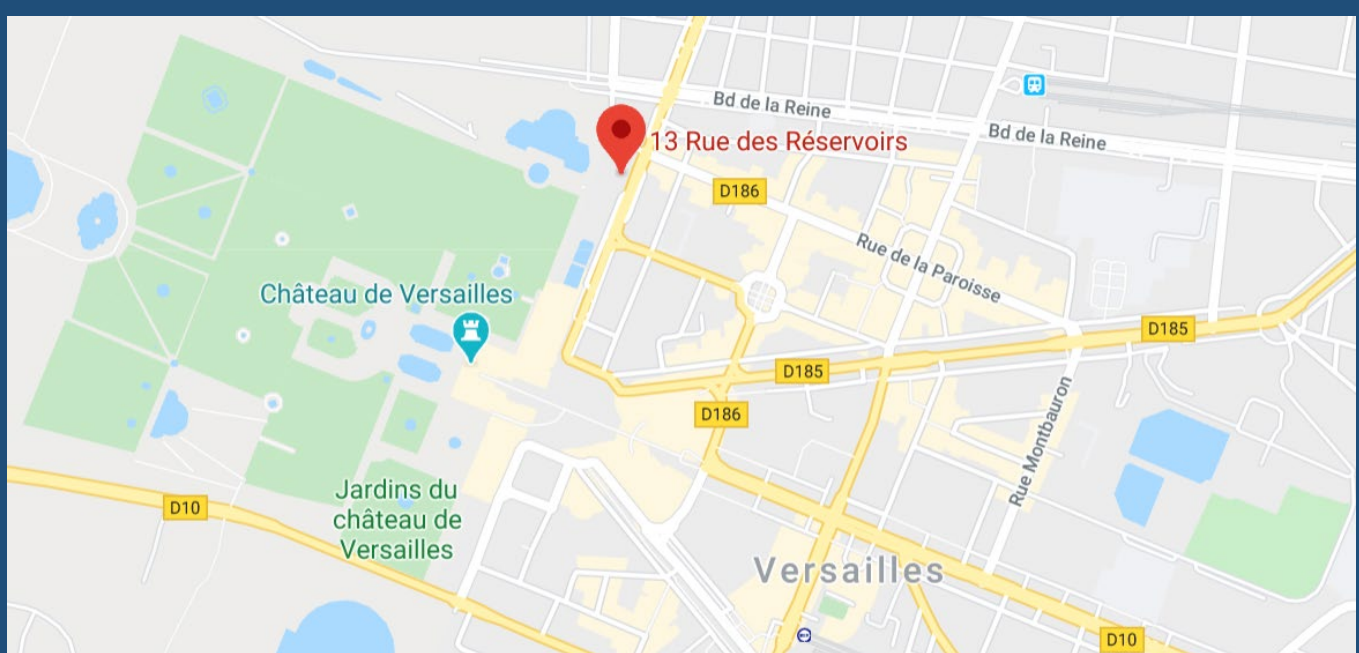 Bd de la Reine
13 Rue des Réservoirs
Bd de la Reine
D186
Rue de la Paroisse
Château de Versailles
D185
D185
D186
Rue Montbauron
Jardins du
château de
Versailles
D10
Versailles
D10